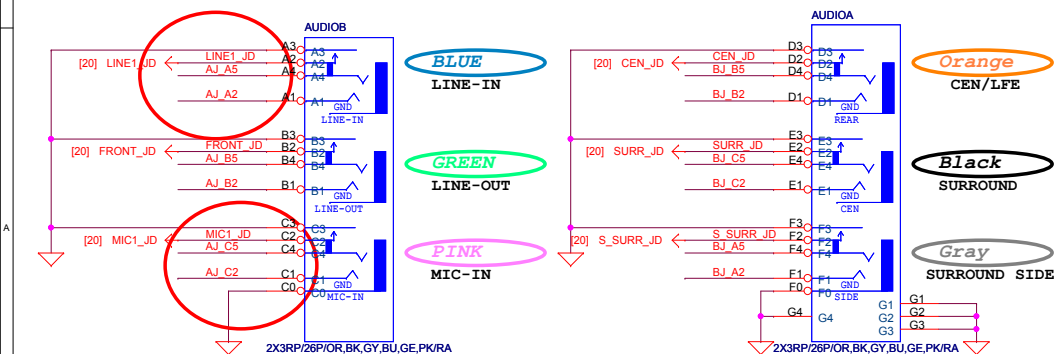 AUDIOB
A3 A3
[20] LINE1_JD LINE1_JD A2 A2
AJ_A5 A4 A4
AJ_A2 A1 A1
GND
LINE-IN
BLUE
LINE-IN
B3 B3
[20] FRONT_JD FRONT_JD B2 B2
AJ_B5 B4 B4
AJ_B2 B1 B1
GND
LINE-OUT
GREEN
LINE-OUT
C3 C3
[20] MIC1_JD MIC1_JD C2 C2
AJ_C5 C4 C4
AJ_C2 C1 C1
GND
C0 C0 MIC-IN
PINK
MIC-IN
2X3RP/26P/OR,BK,GY,BU,GE,PK/RA
AUDIOA
D3 D3
[20] CEN_JD CEN_JD D2 D2
BJ_B5 D4 D4
BJ_B2 D1 D1
GND
REAR
Orange
CEN/LFE
E3 E3
[20] SURR_JD SURR_JD E2 E2
BJ_C5 E4 E4
BJ_C2 E1 E1
GND
CEN
Black
SURROUND
F3 F3
[20] S_SURR_JD S_SURR_JD F2 F2
BJ_A5 F4 F4
BJ_A2 F1 F1
GND
F0 F0 SIDE
Gray
SURROUND SIDE
G4 G4
G1 G1
G2 G2
G3 G3
2X3RP/26P/OR,BK,GY,BU,GE,PK/RA
A